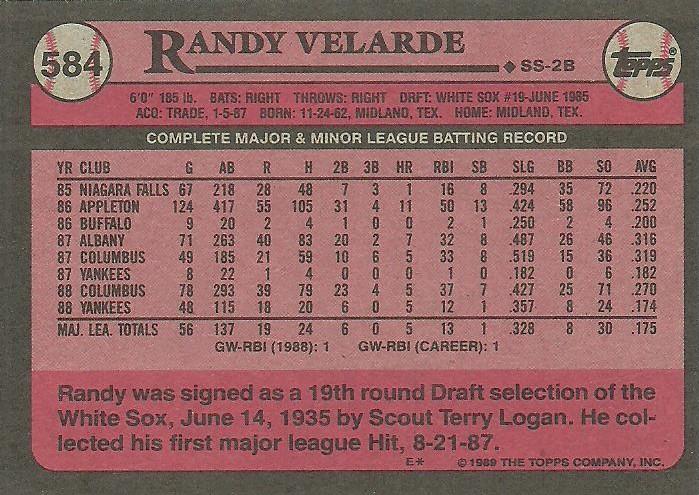 584 RANDY VELARDE Topps®
◆ SS-2B
6'0" 185 lb. BATS: RIGHT THROWS: RIGHT DRFT: WHITE SOX #19-JUNE 1985
ACQ: TRADE, 1-5-87 BORN: 11-24-62, MIDLAND, TEX. HOME: MIDLAND, TEX.
COMPLETE MAJOR & MINOR LEAGUE BATTING RECORD
YR CLUB G AB R H 2B 3B HR RBI SB SLG BB SO AVG
85 NIAGARA FALLS 67 218 28 48 7 3 1 16 8 .294 35 72 .220
86 APPLETON 124 417 55 105 31 4 11 50 13 .424 58 96 .252
86 BUFFALO 9 20 2 4 1 0 0 2 1 .250 2 4 .200
87 ALBANY 71 263 40 83 20 2 7 32 8 .487 26 46 .316
87 COLUMBUS 49 185 21 59 10 6 5 33 8 .519 15 36 .319
87 YANKEES 8 22 1 4 0 0 0 1 0 .182 0 6 .182
88 COLUMBUS 78 293 39 79 23 4 5 37 7 .427 25 71 .270
88 YANKEES 48 115 18 20 6 0 5 12 1 .357 8 24 .174
MAJ. LEA. TOTALS 56 137 19 24 6 0 5 13 1 .328 8 30 .175
GW-RBI (1988): 1 GW-RBI (CAREER): 1
Randy was signed as a 19th round Draft selection of the
White Sox, June 14, 1935 by Scout Terry Logan. He col-
lected his first major league Hit, 8-21-87.
E* © 1989 THE TOPPS COMPANY, INC.